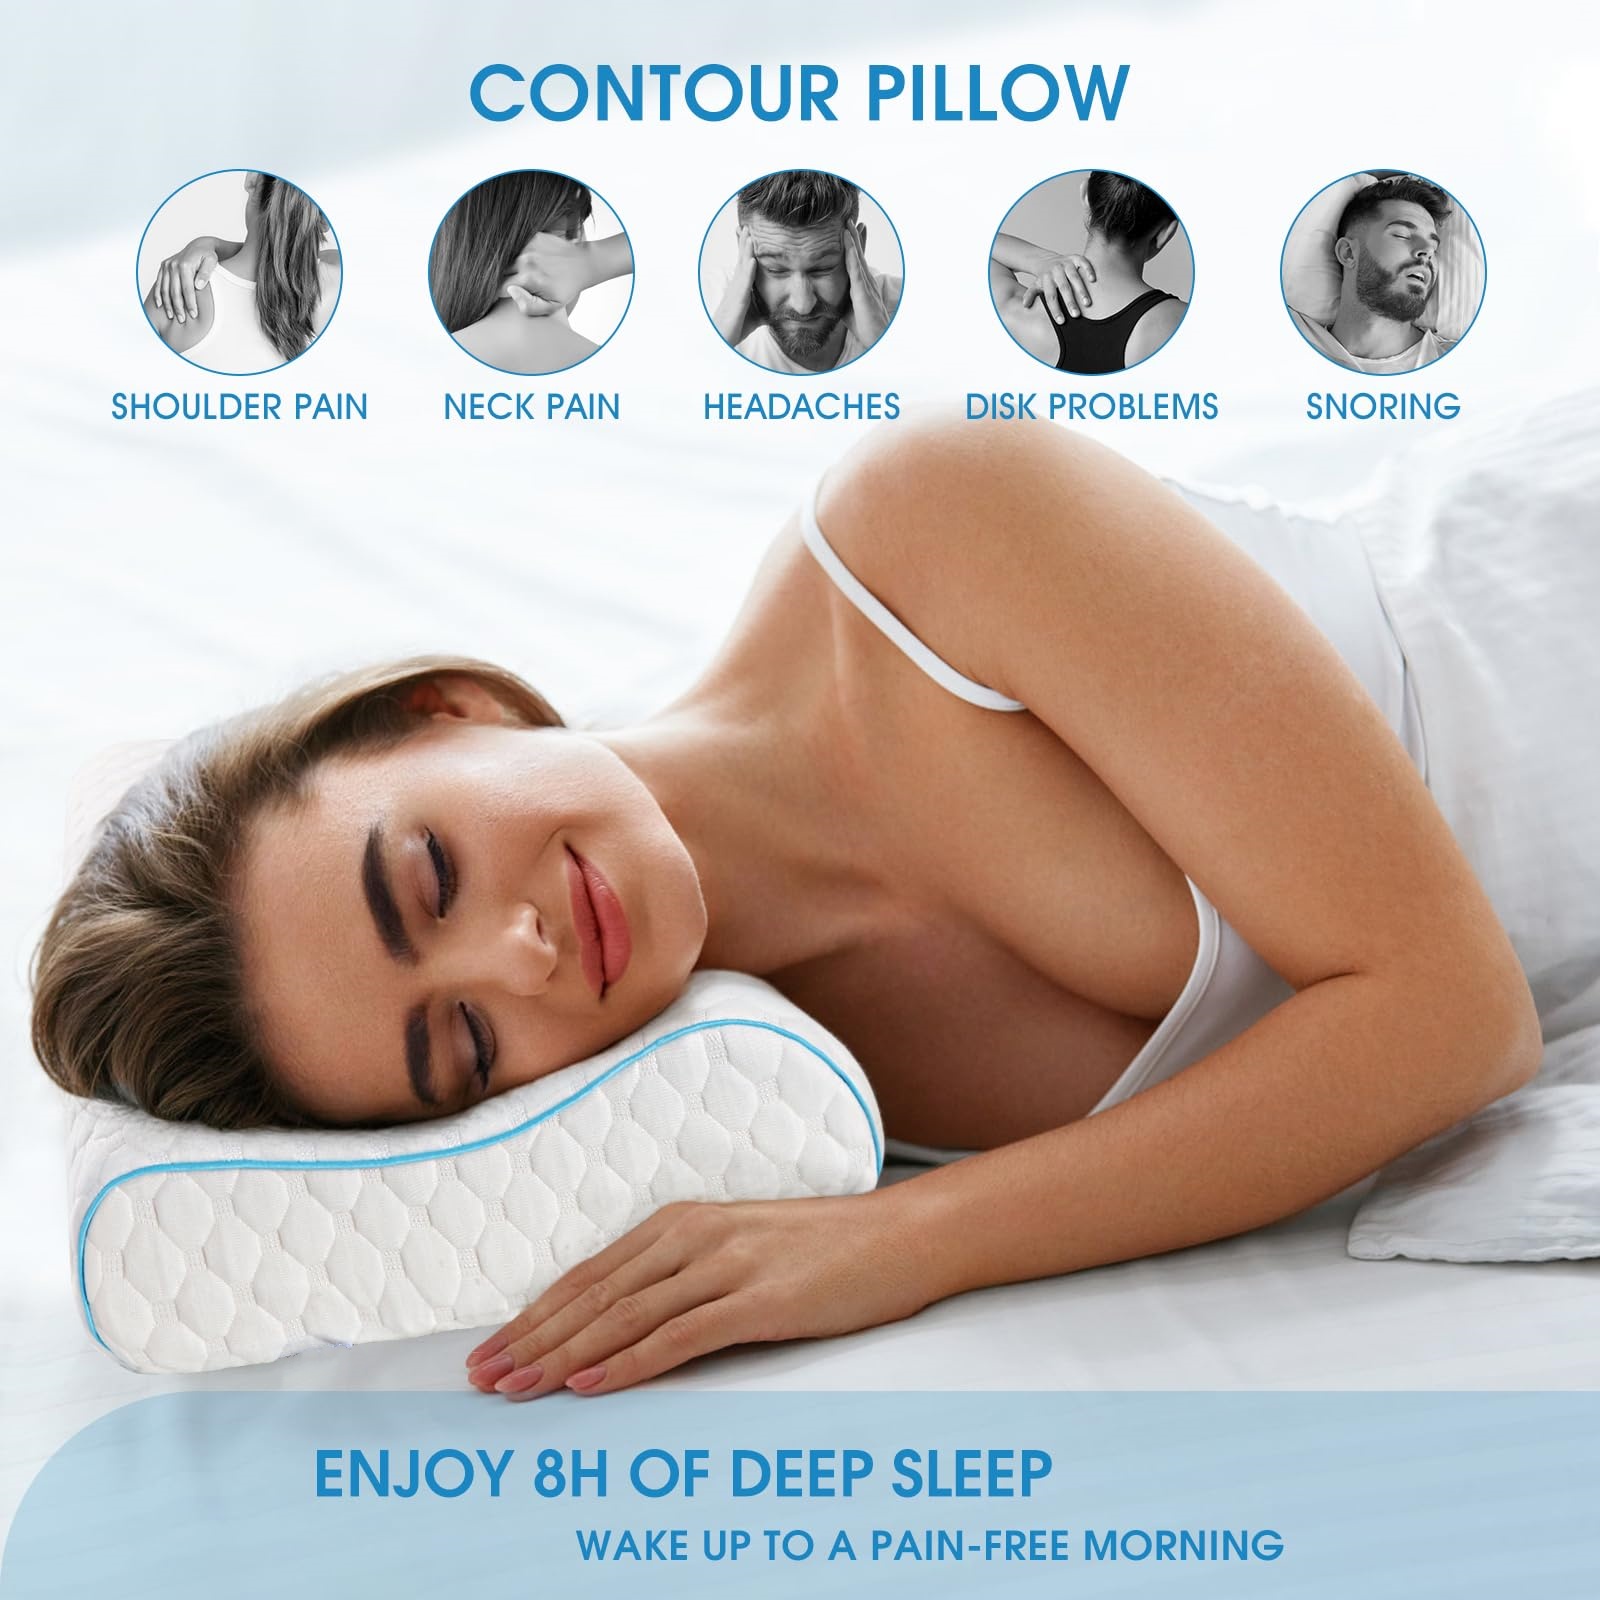 CONTOUR PILLOW
SHOULDER PAIN
NECK PAIN
HEADACHES
DISK PROBLEMS
SNORING
ENJOY 8H OF DEEP SLEEP
WAKE UP TO A PAIN-FREE MORNING